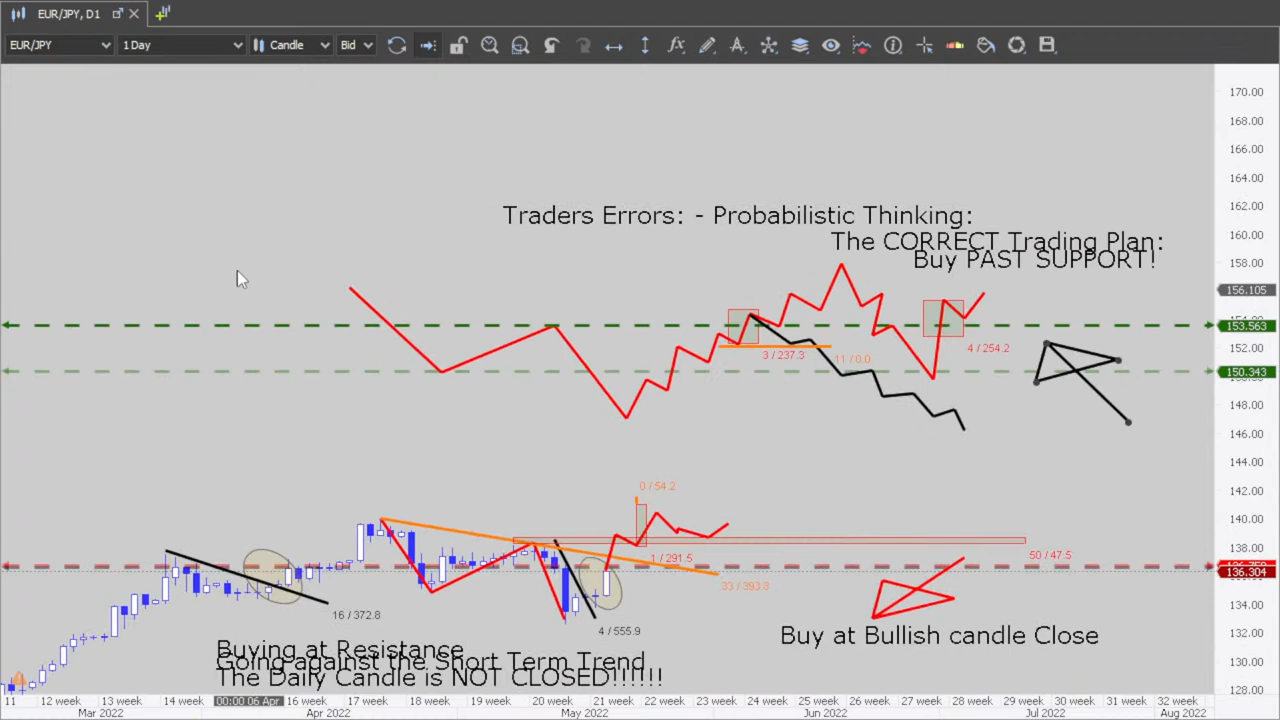 EUR/JPY, D1
EUR/JPY 1 Day Candle Bid
170.00
168.00
166.00
164.00
162.00
Traders Errors: - Probabilistic Thinking:
160.00
The CORRECT Trading Plan:
Buy PAST SUPPORT!
158.00
156.105
154.00
153.563
3 / 237.3
11 / 0.0
4 / 254.2
152.00
150.343
148.00
146.00
144.00
142.00
0 / 54.2
140.00
138.00
1 / 291.5
50 / 47.5
136.304
33 / 393.3
134.00
16 / 372.8
4 / 555.9
132.00
Buy at Bullish candle Close
Buying at Resistance
Going against the Short Term Trend
130.00
The Daily Candle is NOT CLOSED!!!!!!
128.00
11 12 week 13 week 14 week 00:00 06 Apr 16 week 17 week 18 week 19 week 20 week 21 week 22 week 23 week 24 week 25 week 26 week 27 week 28 week 29 week 30 week 31 week 32 week
Mar 2022 Apr 2022 May 2022 Jun 2022 Jul 2022 Aug 2022